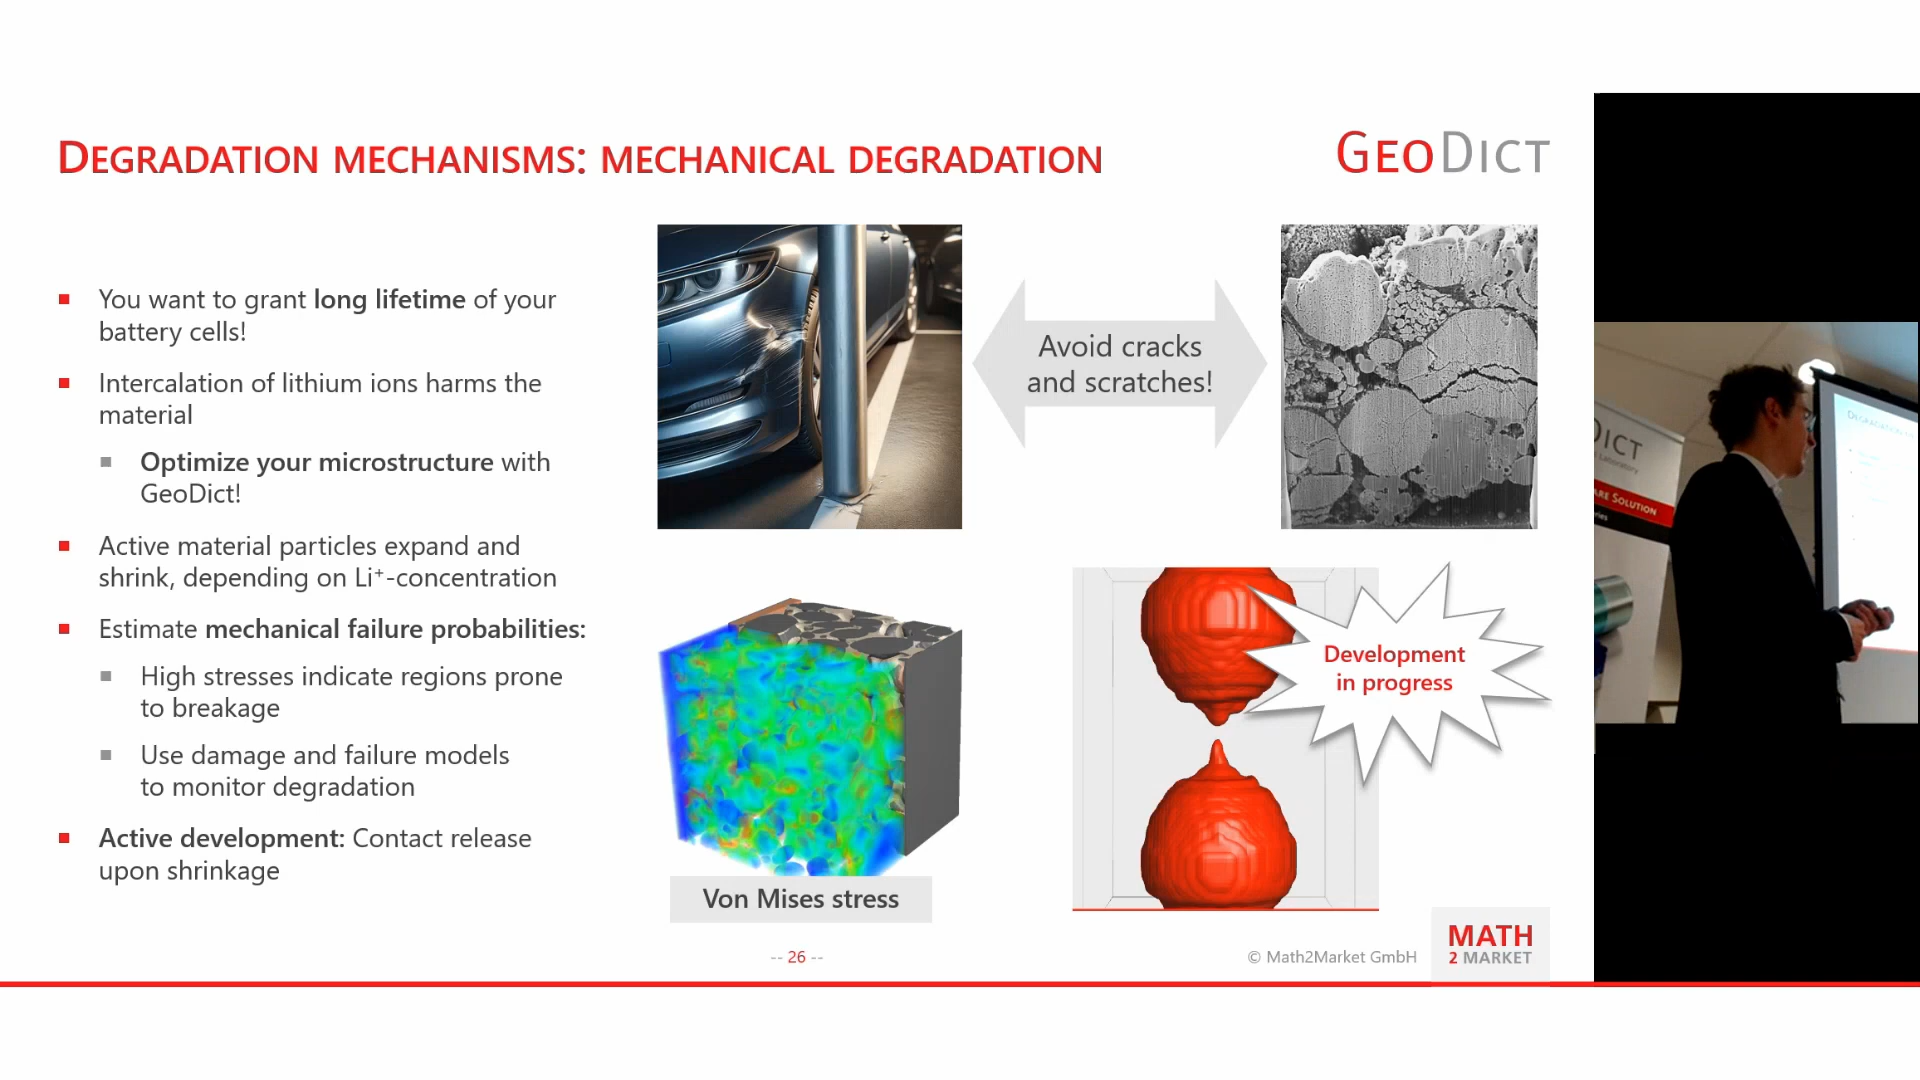 DEGRADATION MECHANISMS: MECHANICAL DEGRADATION
GEODICT
You want to grant long lifetime of your
battery cells!
Intercalation of lithium ions harms the
material
Optimize your microstructure with
GeoDict!
Active material particles expand and
shrink, depending on Li⁺-concentration
Estimate mechanical failure probabilities:
High stresses indicate regions prone
to breakage
Use damage and failure models
to monitor degradation
Active development: Contact release
upon shrinkage
Avoid cracks
and scratches!
Von Mises stress
Development
in progress
-- 26 --
© Math2Market GmbH
MATH
2 MARKET
DICT
Laboratory
ARE SOLUTION
ries